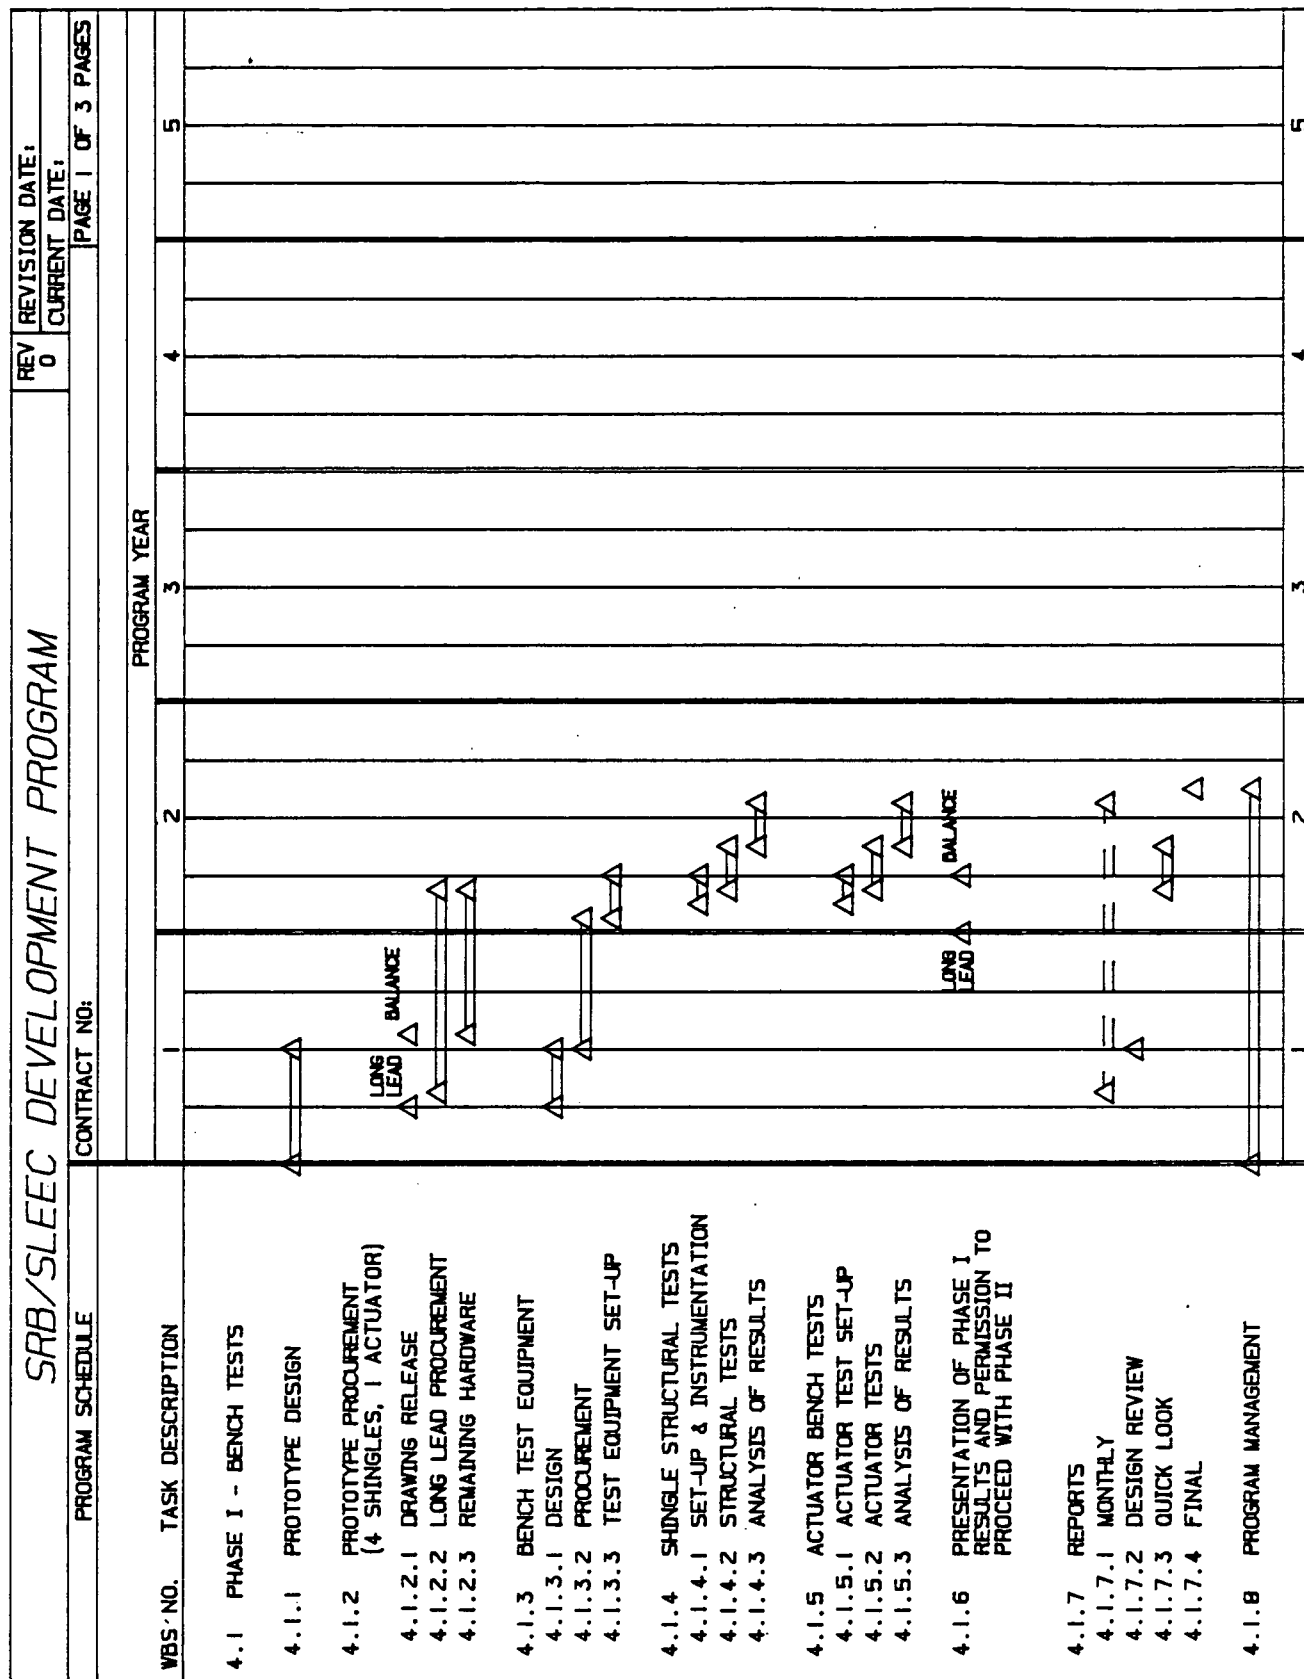 SRB/SLEEC DEVELOPMENT PROGRAM
REV
0
REVISION DATE:
CURRENT DATE:
PROGRAM SCHEDULE
CONTRACT NO:
PAGE 1 OF 3 PAGES
PROGRAM YEAR
WBS NO. TASK DESCRIPTION
1 2 3 4 5
4.1 PHASE I - BENCH TESTS
4.1.1 PROTOTYPE DESIGN
4.1.2 PROTOTYPE PROCUREMENT
(4 SHINGLES, 1 ACTUATOR)
LONG
LEAD
BALANCE
4.1.2.1 DRAWING RELEASE
4.1.2.2 LONG LEAD PROCUREMENT
4.1.2.3 REMAINING HARDWARE
4.1.3 BENCH TEST EQUIPMENT
4.1.3.1 DESIGN
4.1.3.2 PROCUREMENT
4.1.3.3 TEST EQUIPMENT SET-UP
4.1.4 SHINGLE STRUCTURAL TESTS
4.1.4.1 SET-UP & INSTRUMENTATION
4.1.4.2 STRUCTURAL TESTS
4.1.4.3 ANALYSIS OF RESULTS
4.1.5 ACTUATOR BENCH TESTS
4.1.5.1 ACTUATOR TEST SET-UP
4.1.5.2 ACTUATOR TESTS
4.1.5.3 ANALYSIS OF RESULTS
4.1.6 PRESENTATION OF PHASE I
RESULTS AND PERMISSION TO
PROCEED WITH PHASE II
LONG
LEAD
BALANCE
4.1.7 REPORTS
4.1.7.1 MONTHLY
4.1.7.2 DESIGN REVIEW
4.1.7.3 QUICK LOOK
4.1.7.4 FINAL
4.1.8 PROGRAM MANAGEMENT
1 2 3 4 5